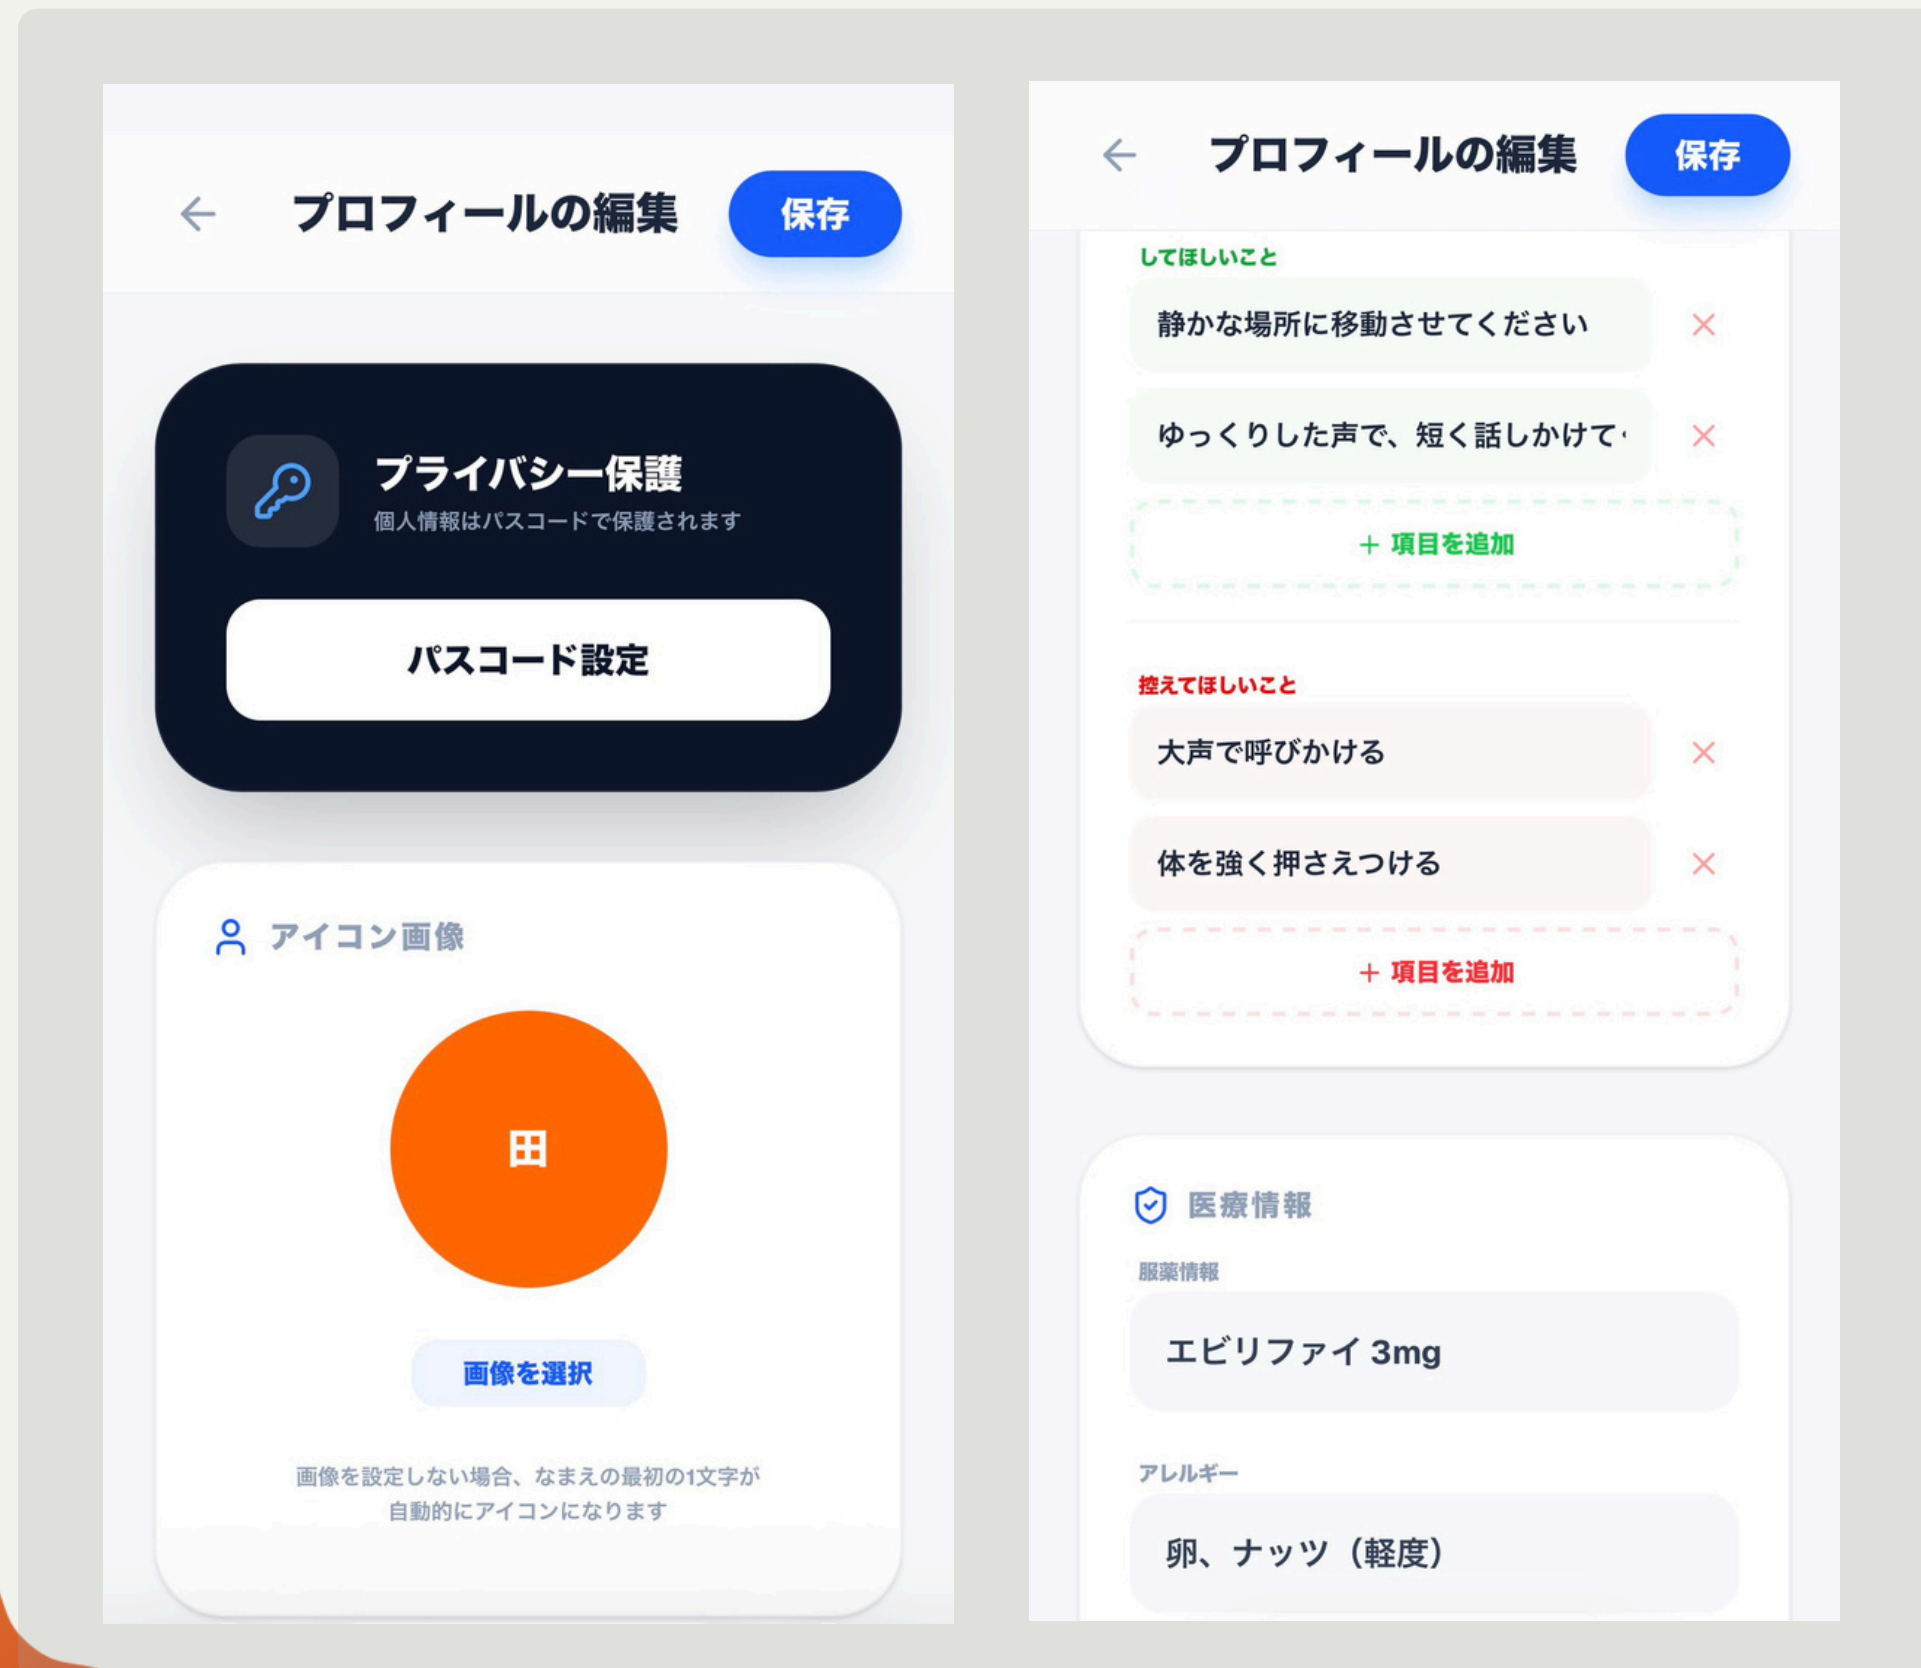 プロフィールの編集
保存
プライバシー保護
個人情報はパスコードで保護されます
パスコード設定
アイコン画像
田
画像を選択
画像を設定しない場合、なまえの最初の1文字が
自動的にアイコンになります
プロフィールの編集
保存
してほしいこと
静かな場所に移動させてください
ゆっくりした声で、短く話しかけて
+ 項目を追加
控えてほしいこと
大声で呼びかける
体を強く押さえつける
+ 項目を追加
医療情報
服薬情報
エビリファイ 3mg
アレルギー
卵、ナッツ（軽度）